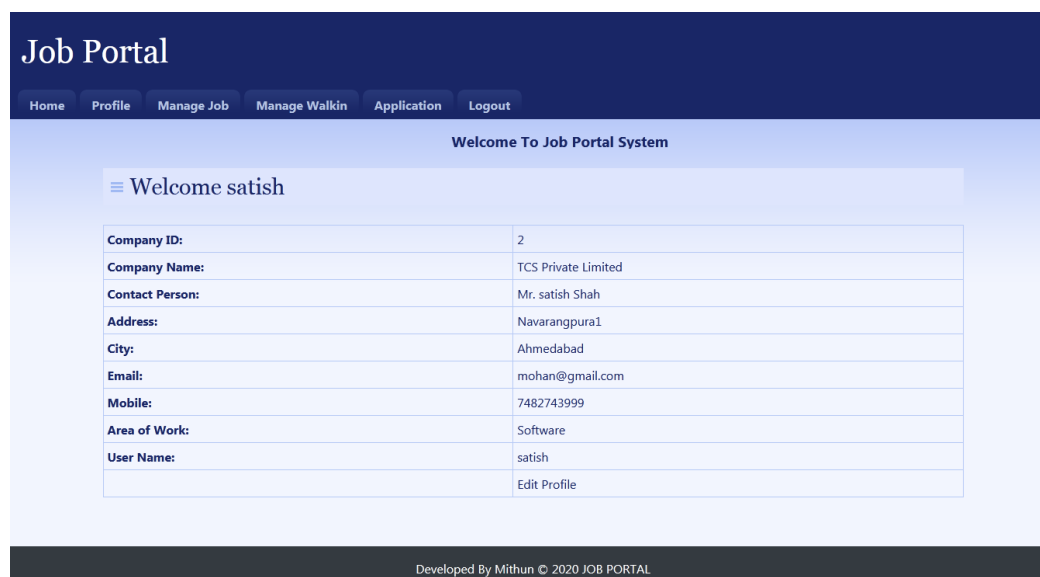 Job Portal
Home Profile Manage Job Manage Walkin Application Logout
Welcome To Job Portal System
Welcome satish
Company ID: 2
Company Name: TCS Private Limited
Contact Person: Mr. satish Shah
Address: Navarangpura1
City: Ahmedabad
Email: mohan@gmail.com
Mobile: 7482743999
Area of Work: Software
User Name: satish
Edit Profile
Developed By Mithun © 2020 JOB PORTAL